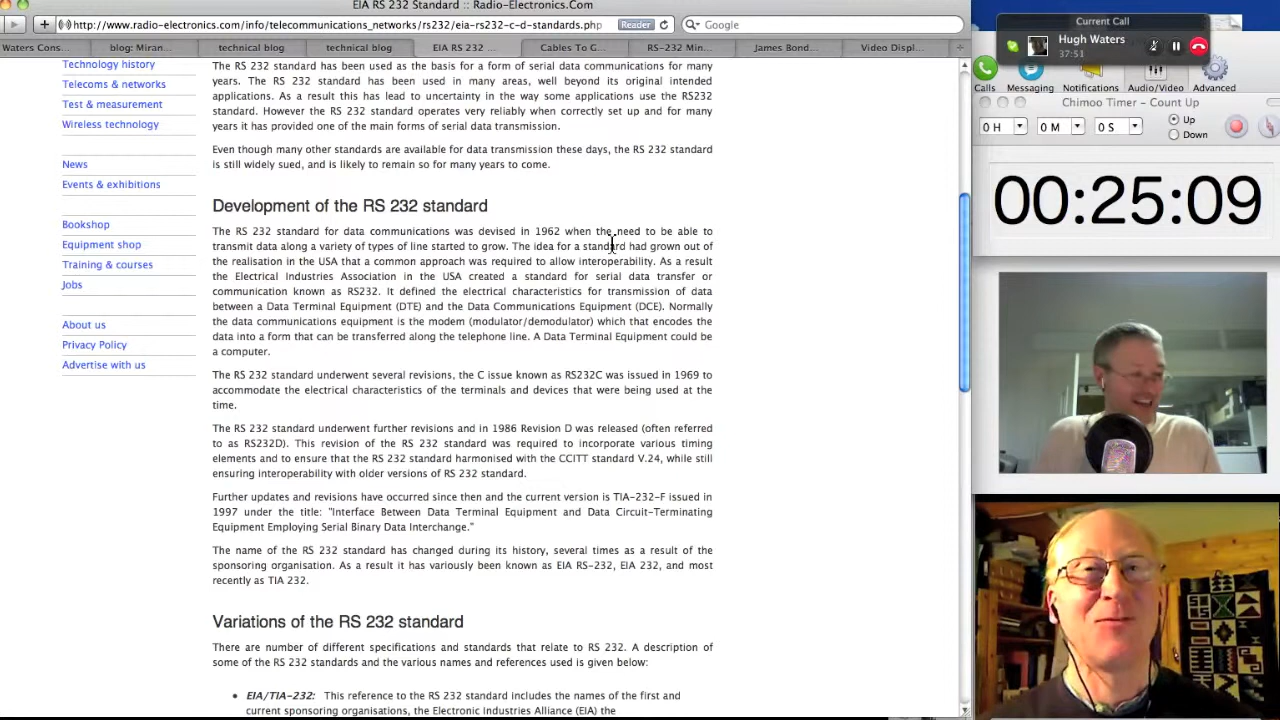 EIA RS 232 Standard :: Radio-Electronics.Com
http://www.radio-electronics.com/info/telecommunications_networks/rs232/eia-rs232-c-d-standards.php
Reader
Google
Waters Cons...
blog: Miran...
technical blog
technical blog
EIA RS 232 ...
Cables To G...
RS-232 Min...
James Bond...
Video Displ...
Technology history
Telecoms & networks
Test & measurement
Wireless technology
News
Events & exhibitions
Bookshop
Equipment shop
Training & courses
Jobs
About us
Privacy Policy
Advertise with us
The RS 232 standard has been used as the basis for a form of serial data communications for many
years. The RS 232 standard has been used in many areas, well beyond its original intended
applications. As a result this has lead to uncertainty in the way some applications use the RS232
standard. However the RS 232 standard operates very reliably when correctly set up and for many
years it has provided one of the main forms of serial data transmission.
Even though many other standards are available for data transmission these days, the RS 232 standard
is still widely sued, and is likely to remain so for many years to come.
Development of the RS 232 standard
The RS 232 standard for data communications was devised in 1962 when the need to be able to
transmit data along a variety of types of line started to grow. The idea for a standard had grown out of
the realisation in the USA that a common approach was required to allow interoperability. As a result
the Electrical Industries Association in the USA created a standard for serial data transfer or
communication known as RS232. It defined the electrical characteristics for transmission of data
between a Data Terminal Equipment (DTE) and the Data Communications Equipment (DCE). Normally
the data communications equipment is the modem (modulator/demodulator) which that encodes the
data into a form that can be transferred along the telephone line. A Data Terminal Equipment could be
a computer.
The RS 232 standard underwent several revisions, the C issue known as RS232C was issued in 1969 to
accommodate the electrical characteristics of the terminals and devices that were being used at the
time.
The RS 232 standard underwent further revisions and in 1986 Revision D was released (often referred
to as RS232D). This revision of the RS 232 standard was required to incorporate various timing
elements and to ensure that the RS 232 standard harmonised with the CCITT standard V.24, while still
ensuring interoperability with older versions of RS 232 standard.
Further updates and revisions have occurred since then and the current version is TIA-232-F issued in
1997 under the title: "Interface Between Data Terminal Equipment and Data Circuit-Terminating
Equipment Employing Serial Binary Data Interchange."
The name of the RS 232 standard has changed during its history, several times as a result of the
sponsoring organisation. As a result it has variously been known as EIA RS-232, EIA 232, and most
recently as TIA 232.
Variations of the RS 232 standard
There are number of different specifications and standards that relate to RS 232. A description of
some of the RS 232 standards and the various names and references used is given below:
EIA/TIA-232: This reference to the RS 232 standard includes the names of the first and
current sponsoring organisations, the Electronic Industries Alliance (EIA) the
Current Call
Hugh Waters
37:51
Calls
Messaging
Notifications
Audio/Video
Advanced
Chimoo Timer - Count Up
0 H
0 M
0 S
Up
Down
00:25:09